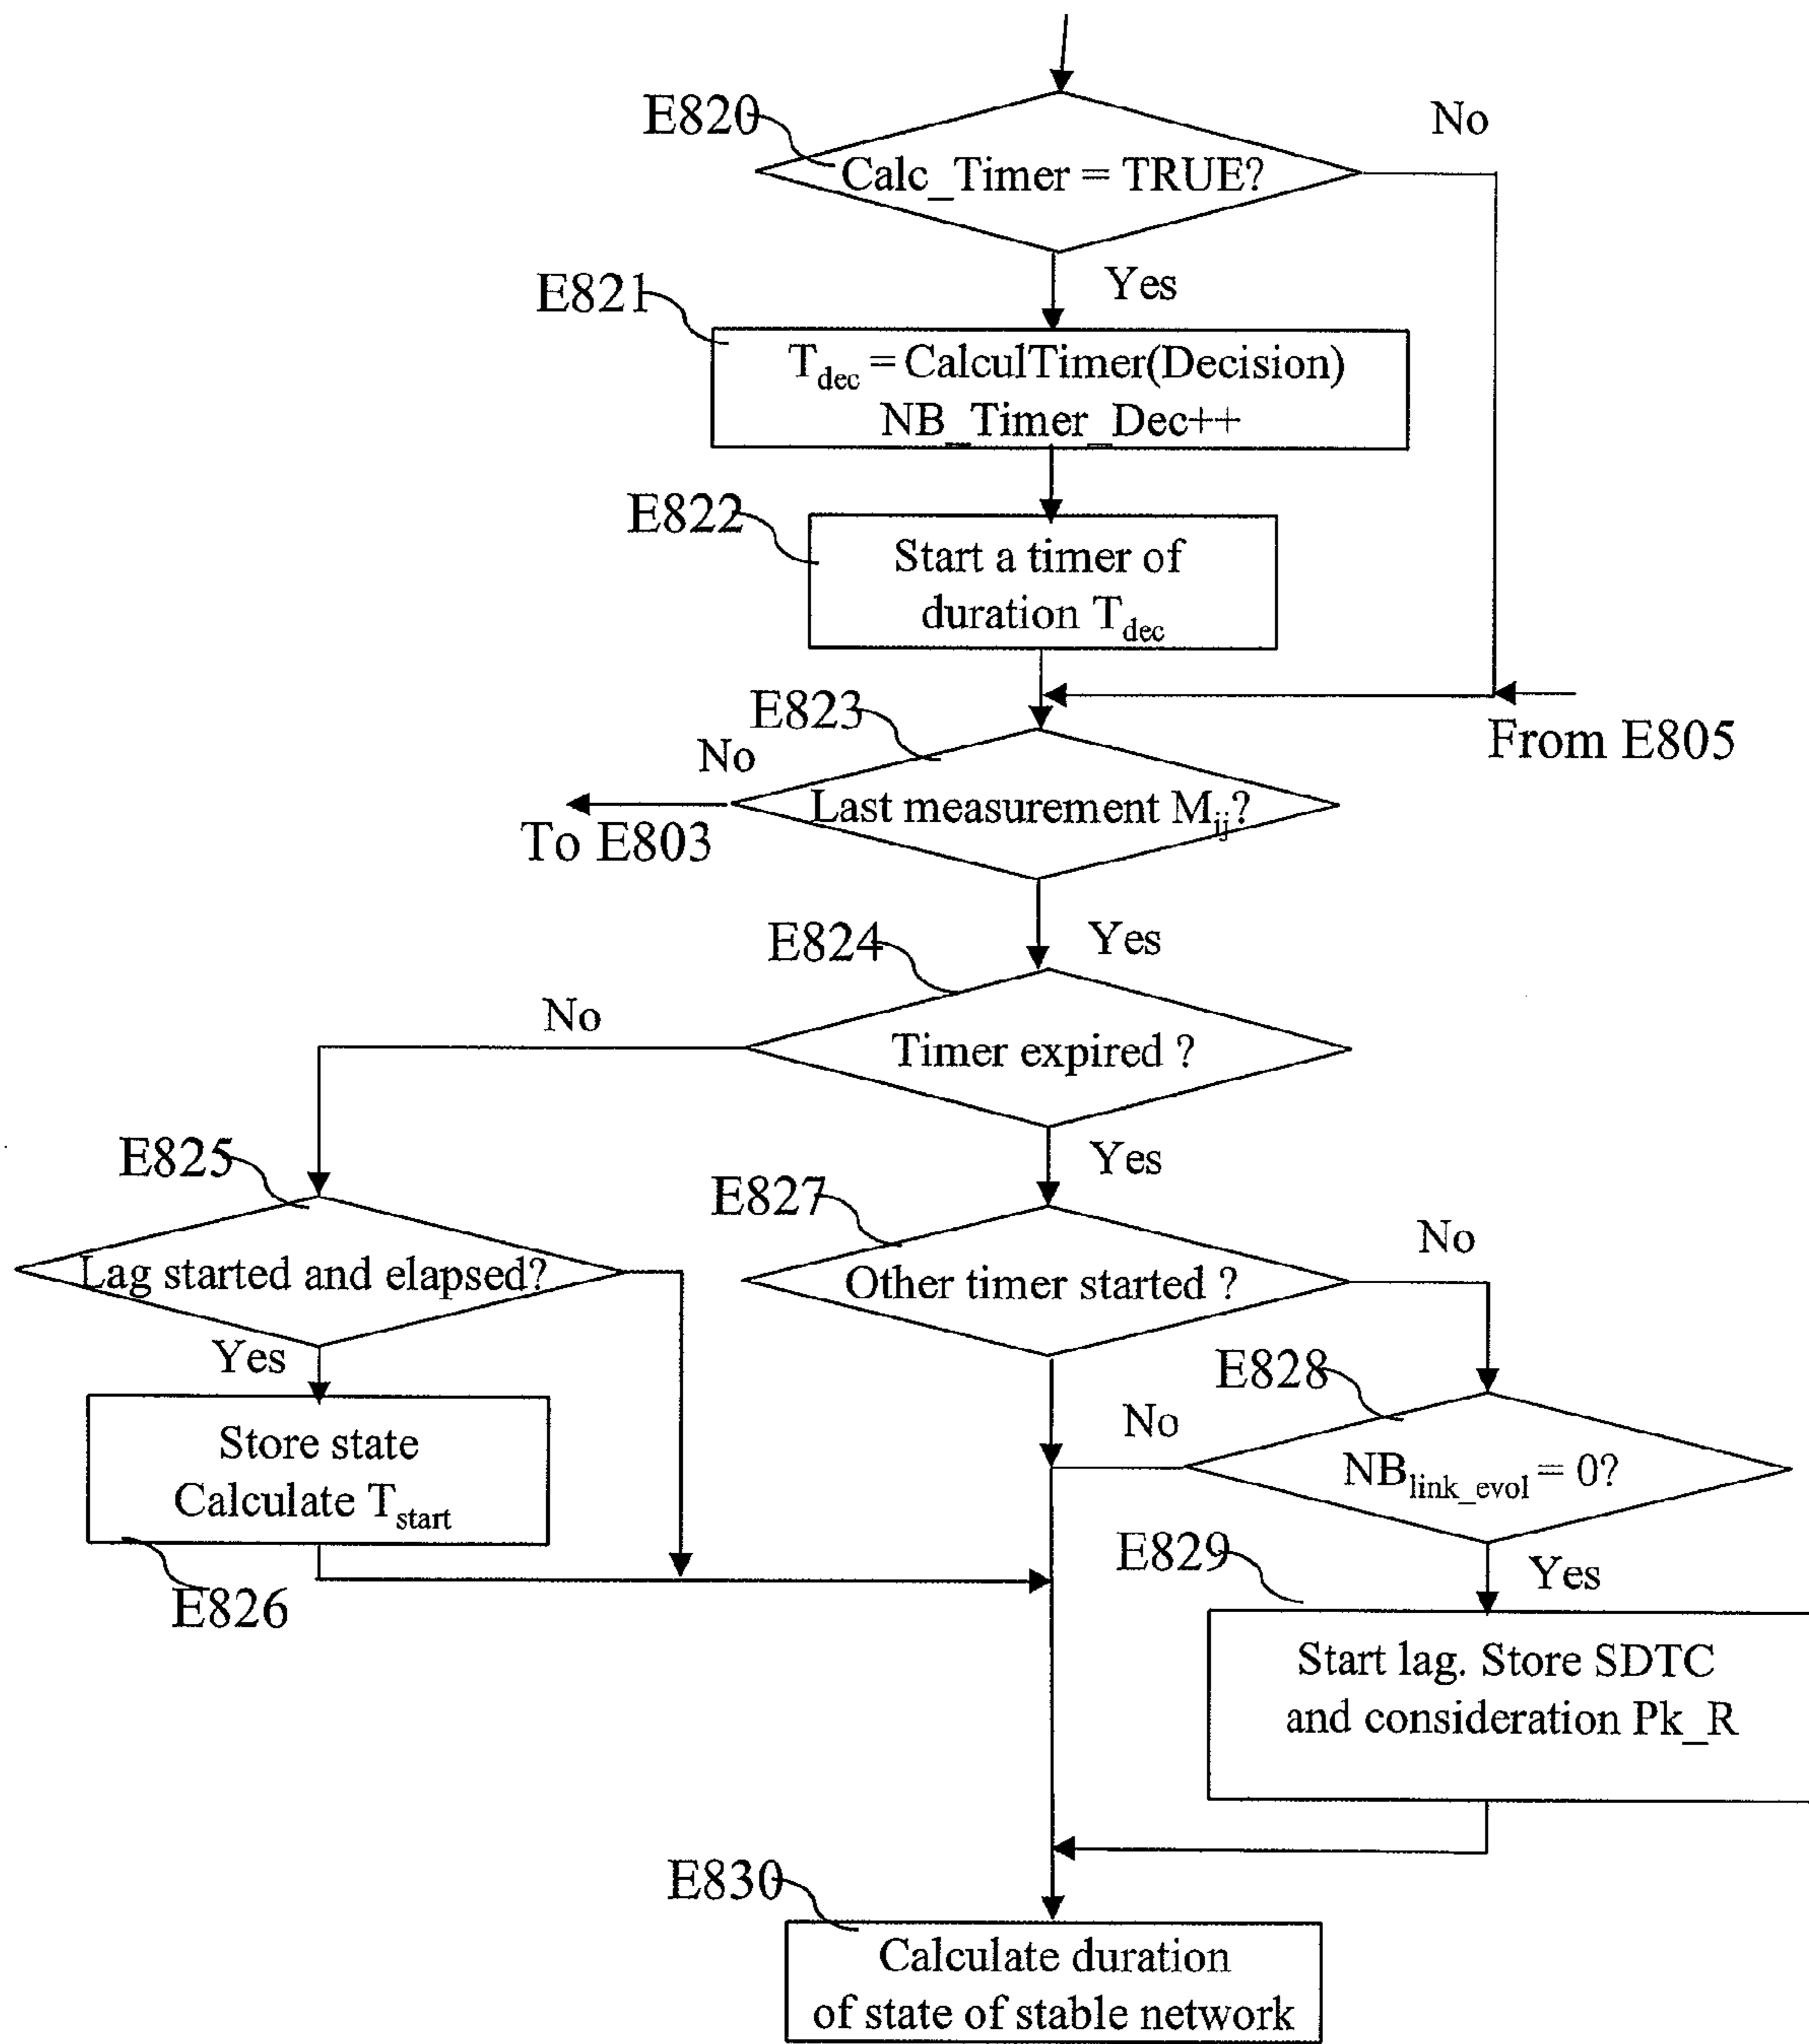 E820
No
Calc_Timer = TRUE?
Yes
E821
T_dec = CalculTimer(Decision)
NB_Timer_Dec++
E822
Start a timer of
duration T_dec
E823
From E805
No
Last measurement M_ij?
To E803
E824
Yes
No
Timer expired ?
E825
Yes
E827
No
Lag started and elapsed?
Other timer started ?
Yes
E828
No
Store state
Calculate T_start
NB_link_evol = 0?
E829
Yes
E826
Start lag. Store SDTC
and consideration Pk_R
E830
Calculate duration
of state of stable network